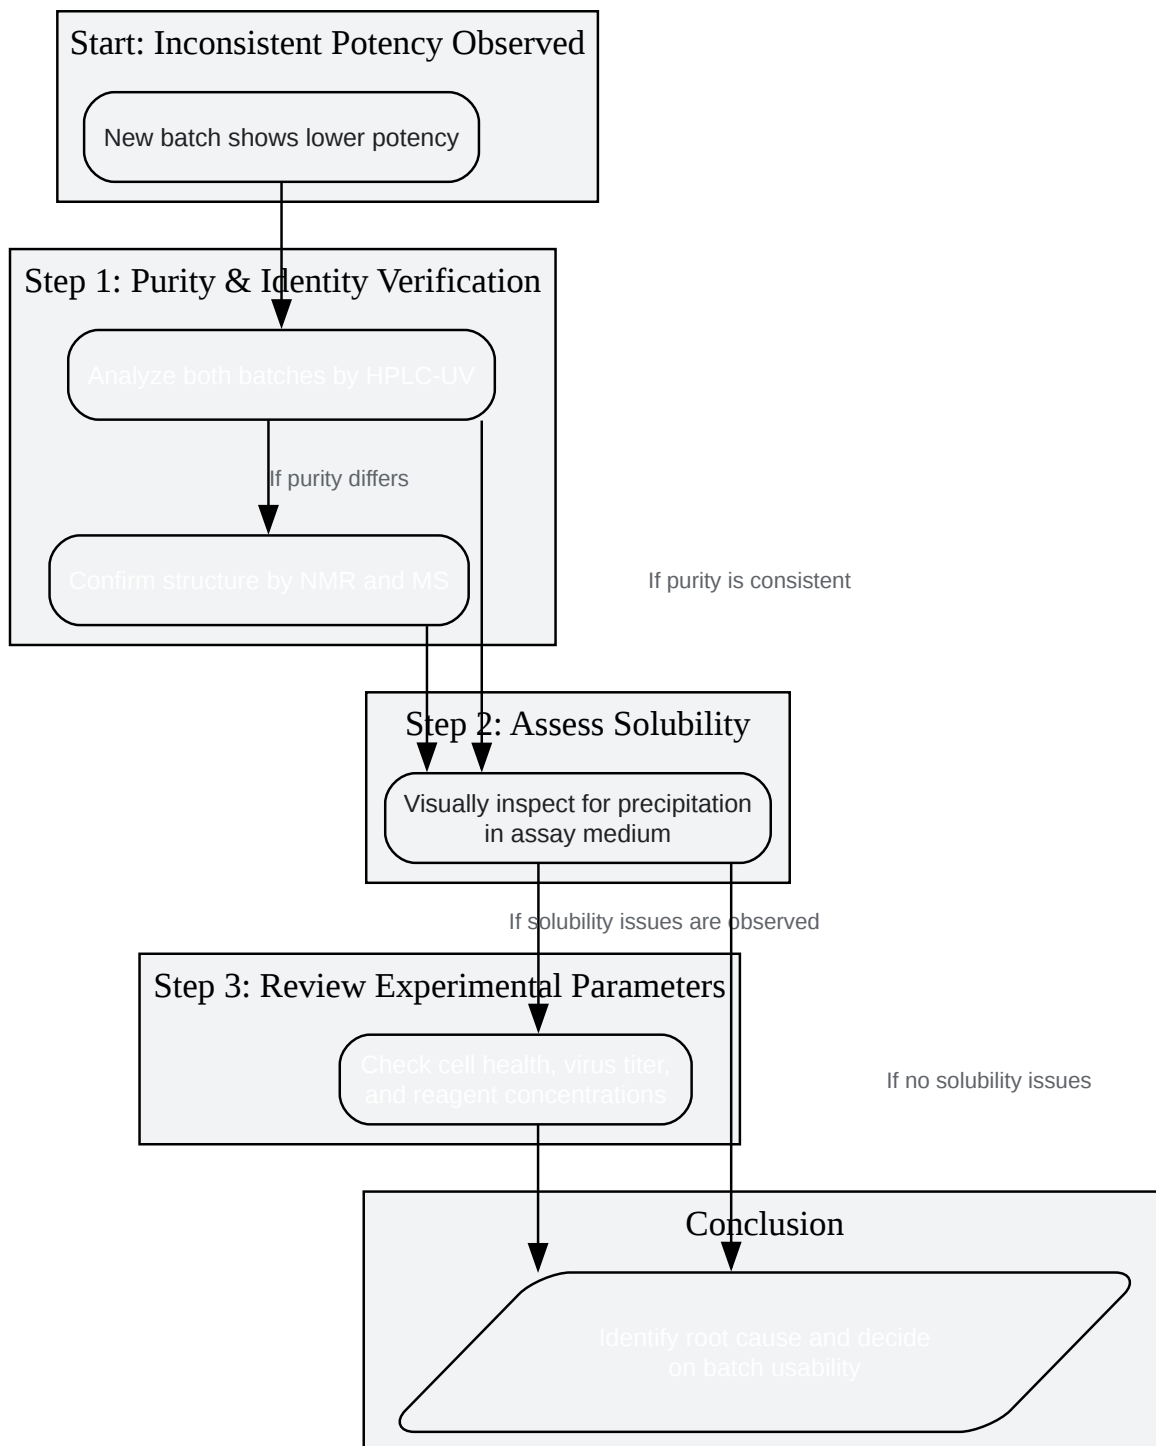 Start: Inconsistent Potency Observed
New batch shows lower potency
Step 1: Purity & Identity Verification
Analyze both batches by HPLC-UV
If purity differs
Confirm structure by NMR and MS
If purity is consistent
Step 2: Assess Solubility
Visually inspect for precipitation
in assay medium
If solubility issues are observed
Step 3: Review Experimental Parameters
Check cell health, virus titer,
and reagent concentrations
If no solubility issues
Conclusion
Identify root cause and decide
on batch usability